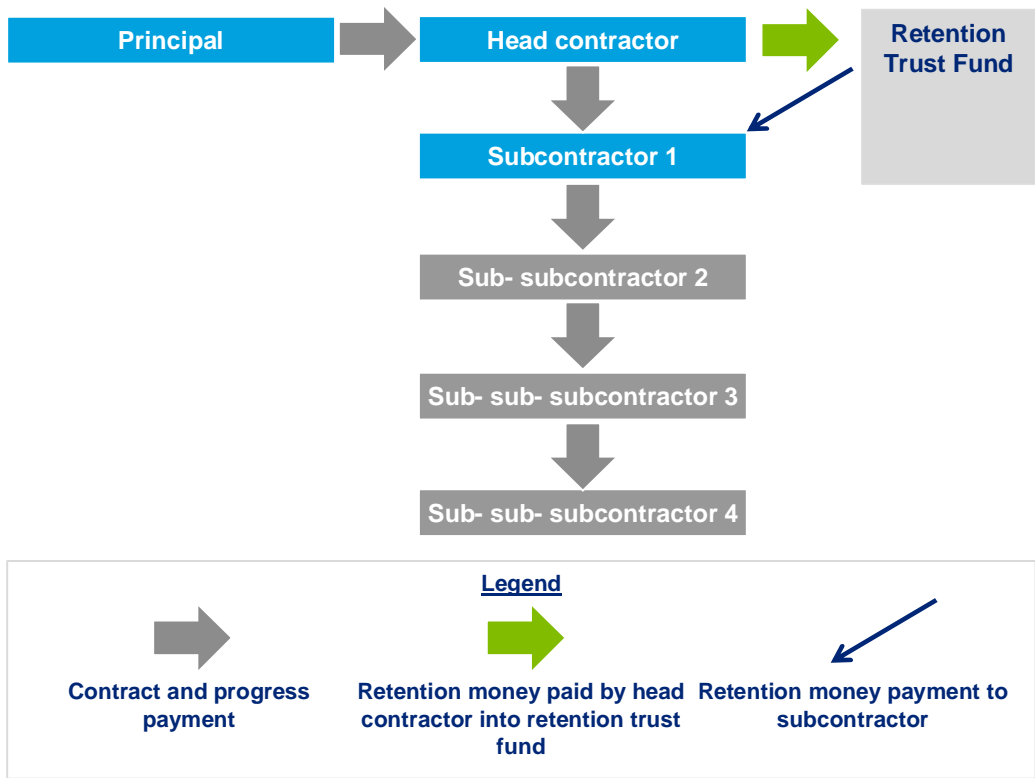 Principal
Head contractor
Retention
Trust Fund
Subcontractor 1
Sub- subcontractor 2
Sub- sub- subcontractor 3
Sub- sub- subcontractor 4
Legend
Contract and progress
payment
Retention money paid by head
contractor into retention trust
fund
Retention money payment to
subcontractor